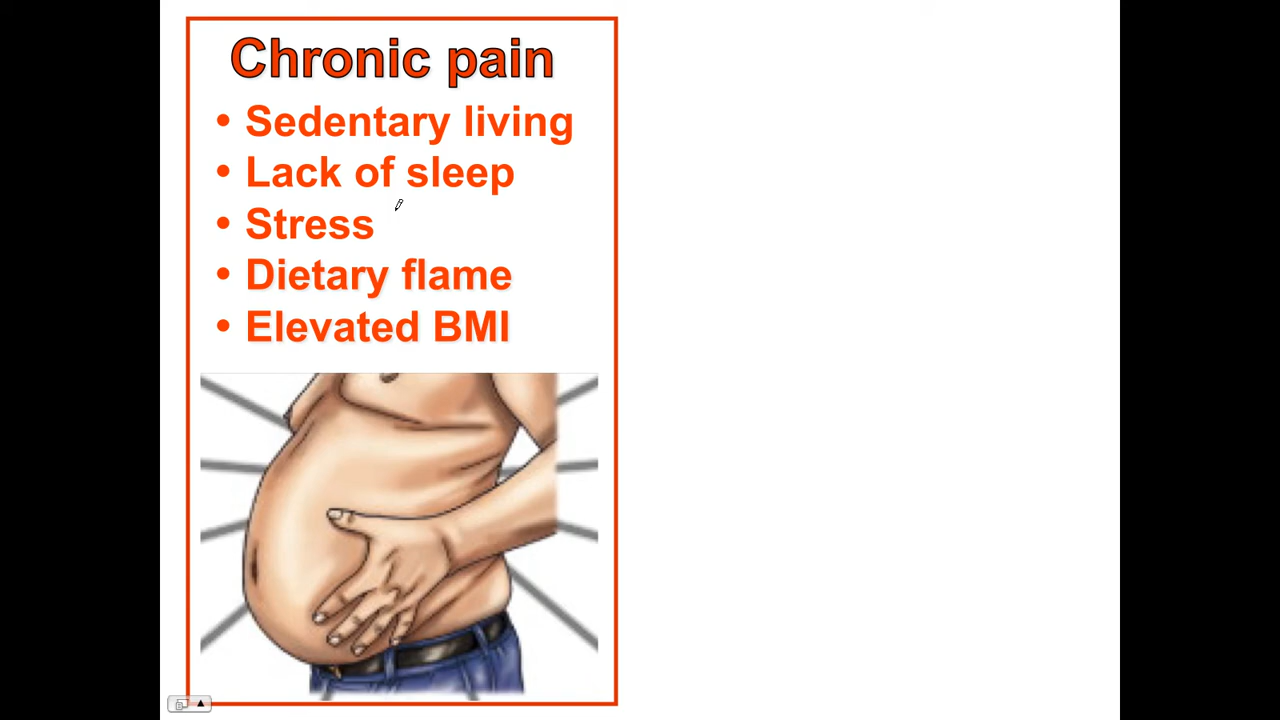 Chronic pain
• Sedentary living
• Lack of sleep
• Stress
• Dietary flame
• Elevated BMI